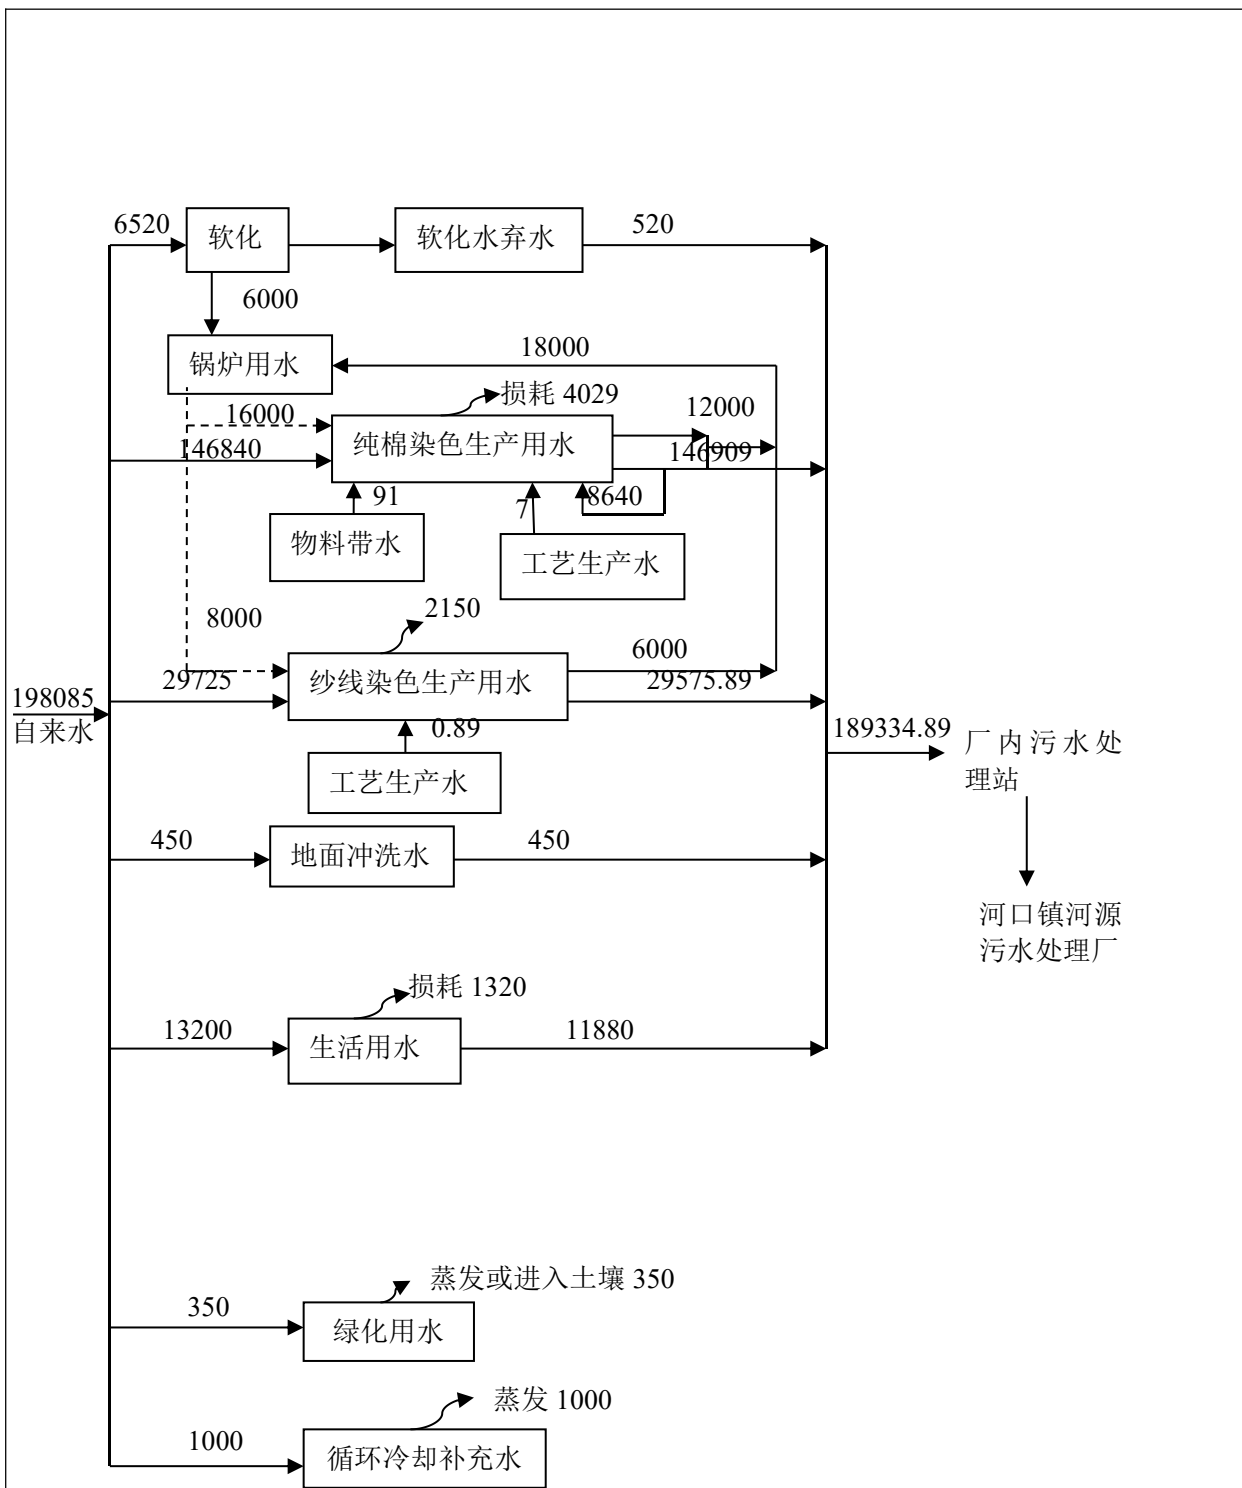 6520
软化
软化水弃水
520
6000
锅炉用水
18000
损耗 4029
16000
12000
纯棉染色生产用水
146840
146909
91
7
8640
物料带水
工艺生产水
8000
2150
6000
29725
纱线染色生产用水
29575.89
198085
自来水
0.89
189334.89
厂内污水处
理站
工艺生产水
450
地面冲洗水
450
河口镇河源
污水处理厂
损耗 1320
13200
生活用水
11880
蒸发或进入土壤 350
350
绿化用水
蒸发 1000
1000
循环冷却补充水